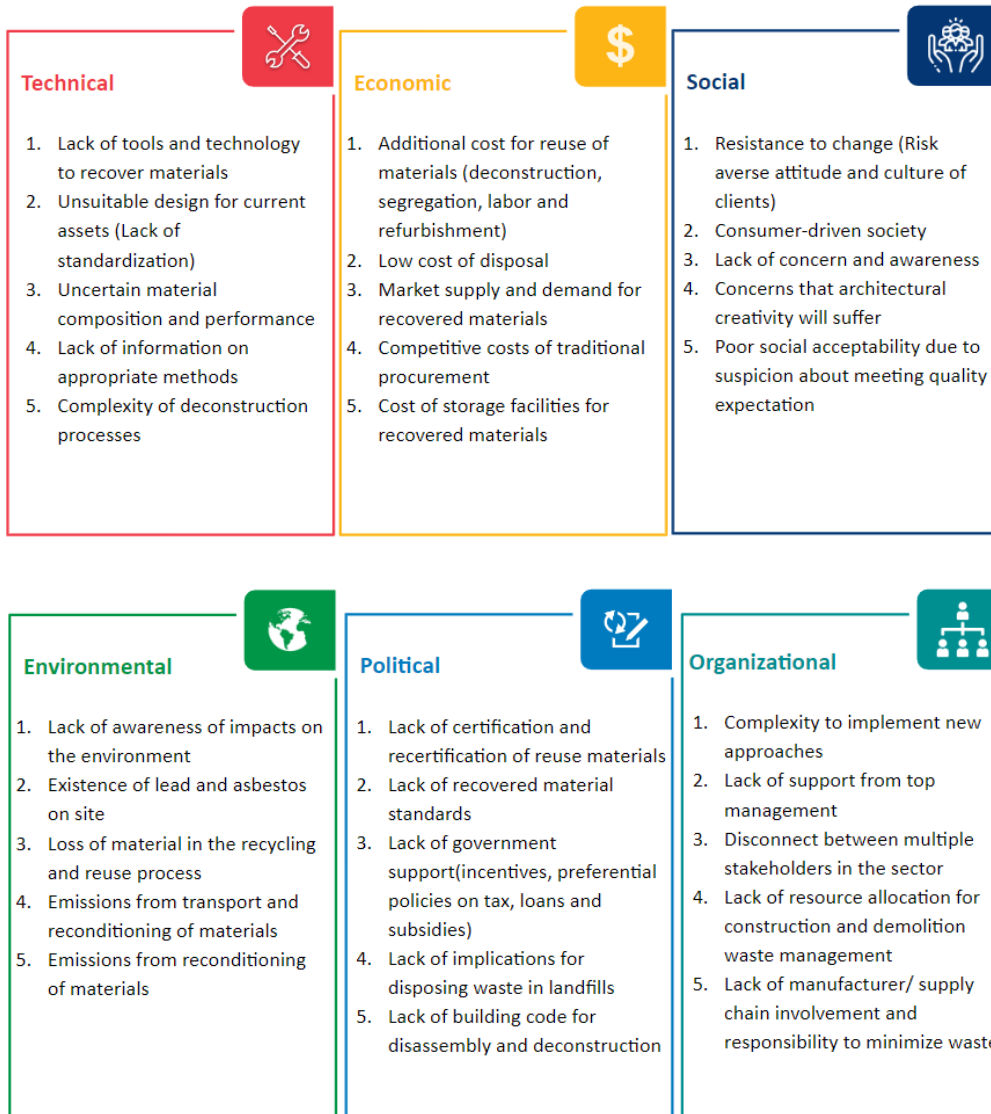 $
Technical
1. Lack of tools and technology
to recover materials
2. Unsuitable design for current
assets (Lack of
standardization)
3. Uncertain material
composition and performance
4. Lack of information on
appropriate methods
5. Complexity of deconstruction
processes
Economic
1. Additional cost for reuse of
materials (deconstruction,
segregation, labor and
refurbishment)
2. Low cost of disposal
3. Market supply and demand for
recovered materials
4. Competitive costs of traditional
procurement
5. Cost of storage facilities for
recovered materials
Social
1. Resistance to change (Risk
averse attitude and culture of
clients)
2. Consumer-driven society
3. Lack of concern and awareness
4. Concerns that architectural
creativity will suffer
5. Poor social acceptability due to
suspicion about meeting quality
expectation
Environmental
1. Lack of awareness of impacts on
the environment
2. Existence of lead and asbestos
on site
3. Loss of material in the recycling
and reuse process
4. Emissions from transport and
reconditioning of materials
5. Emissions from reconditioning
of materials
Political
1. Lack of certification and
recertification of reuse materials
2. Lack of recovered material
standards
3. Lack of government
support(incentives, preferential
policies on tax, loans and
subsidies)
4. Lack of implications for
disposing waste in landfills
5. Lack of building code for
disassembly and deconstruction
Organizational
1. Complexity to implement new
approaches
2. Lack of support from top
management
3. Disconnect between multiple
stakeholders in the sector
4. Lack of resource allocation for
construction and demolition
waste management
5. Lack of manufacturer/ supply
chain involvement and
responsibility to minimize waste